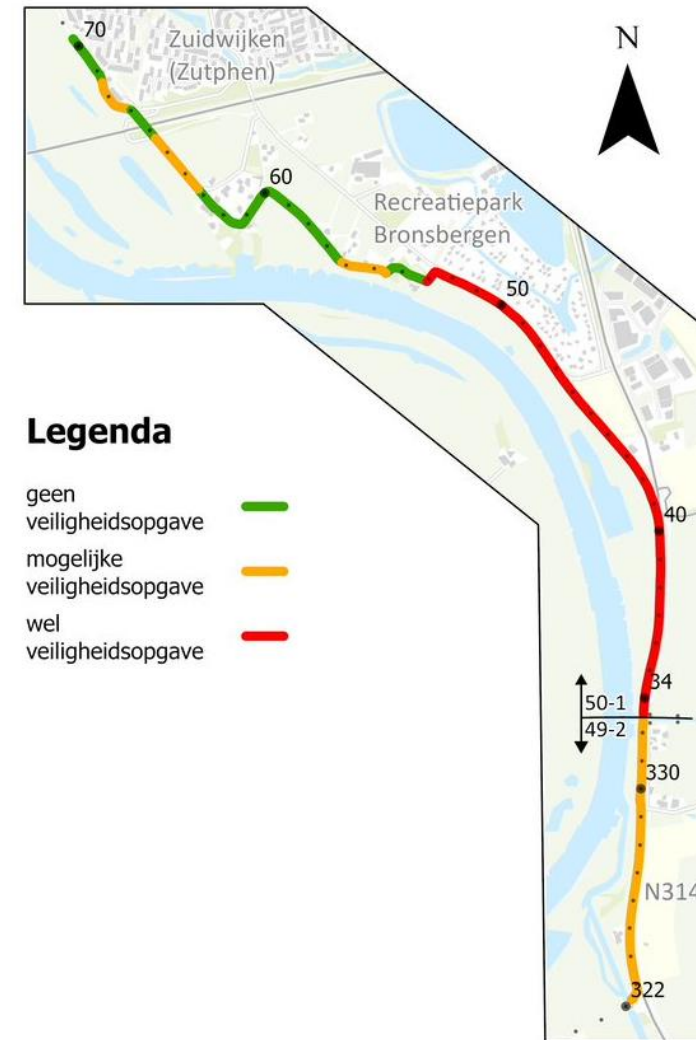 70
Zuidwijken
(Zutphen)
N
60
Recreatiepark
Bronsbergen
50
Legenda
geen
veiligheidsopgave
mogelijke
veiligheidsopgave
wel
veiligheidsopgave
40
34
50-1
49-2
330
N314
322